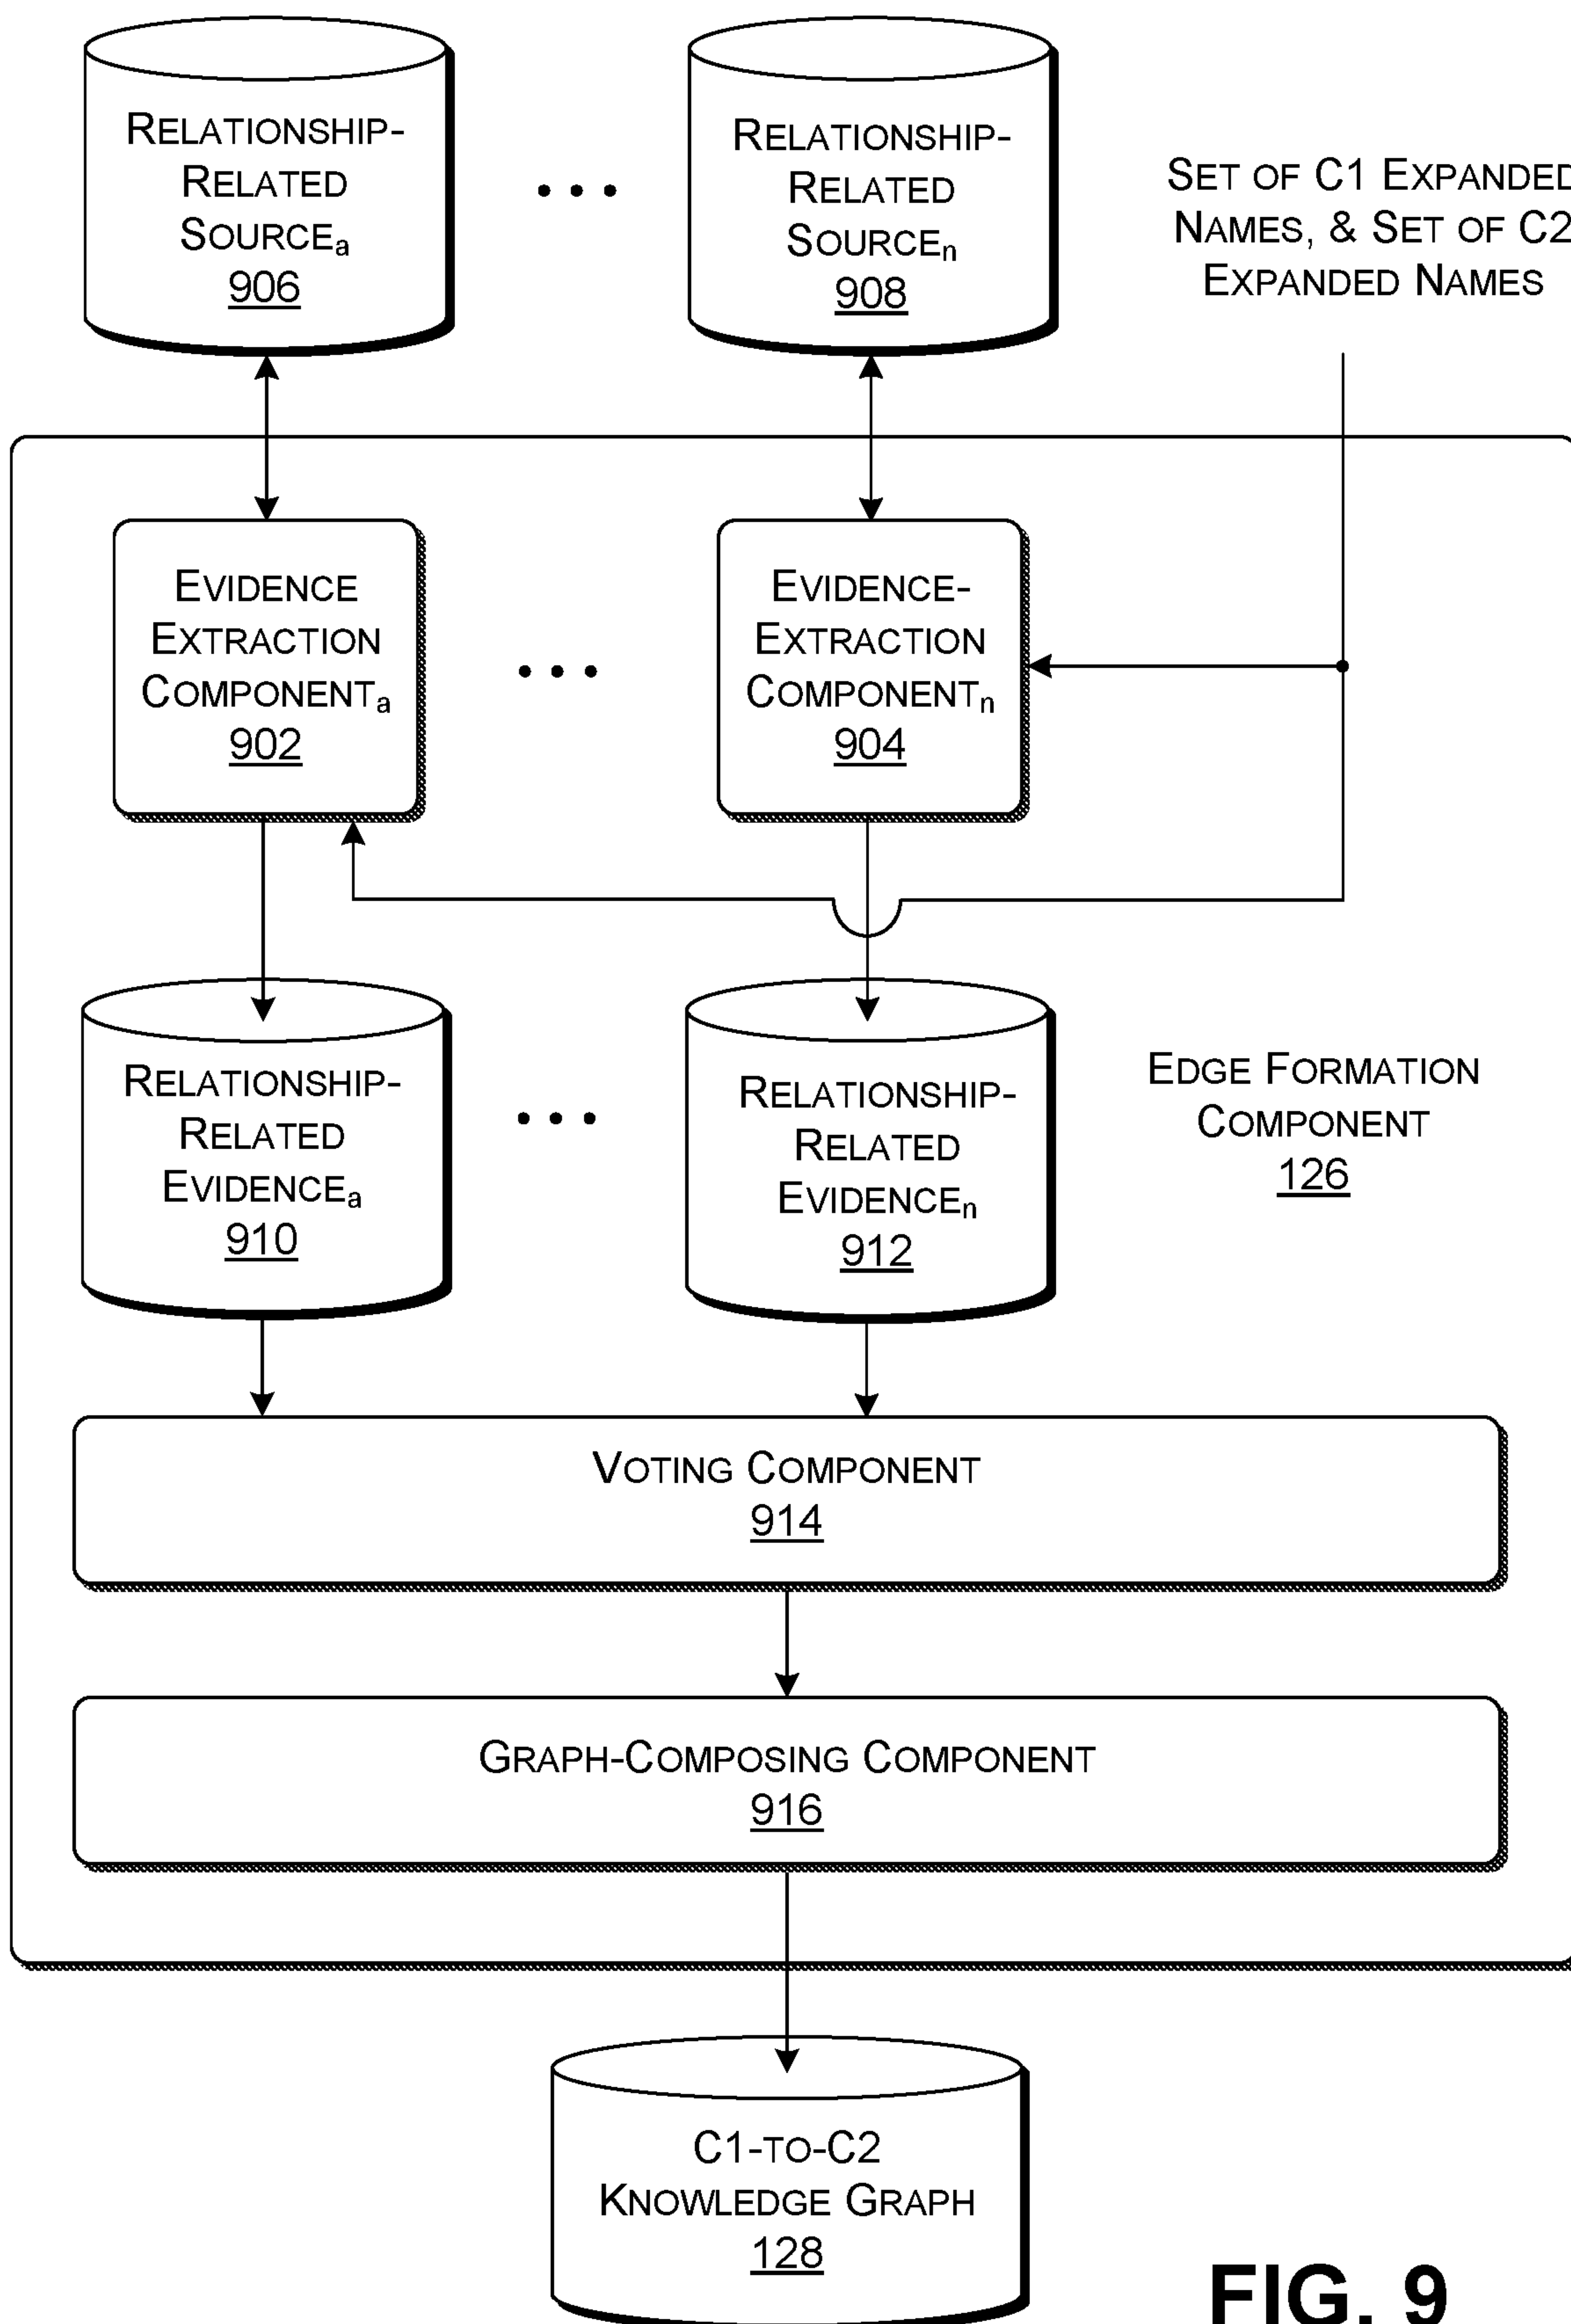 RELATIONSHIP-
RELATED
SOURCEₐ
906
RELATIONSHIP-
RELATED
SOURCEₙ
908
SET OF C1 EXPANDED
NAMES, & SET OF C2
EXPANDED NAMES
EVIDENCE
EXTRACTION
COMPONENTₐ
902
EVIDENCE-
EXTRACTION
COMPONENTₙ
904
RELATIONSHIP-
RELATED
EVIDENCEₐ
910
RELATIONSHIP-
RELATED
EVIDENCEₙ
912
EDGE FORMATION
COMPONENT
126
VOTING COMPONENT
914
GRAPH-COMPOSING COMPONENT
916
C1-TO-C2
KNOWLEDGE GRAPH
128
FIG. 9